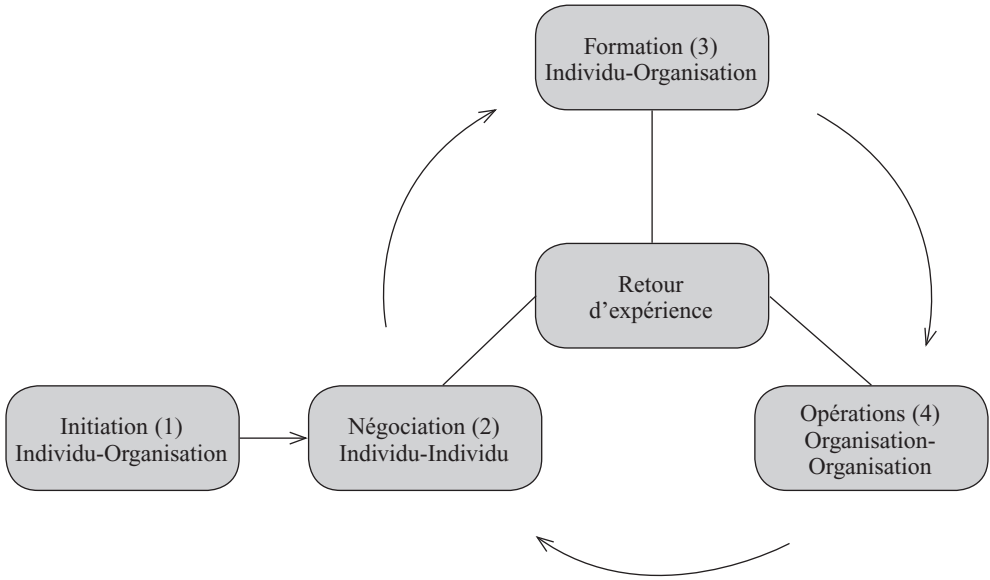 Formation (3)
Individu-Organisation
Retour
d’expérience
Initiation (1)
Individu-Organisation
Négociation (2)
Individu-Individu
Opérations (4)
Organisation-
Organisation